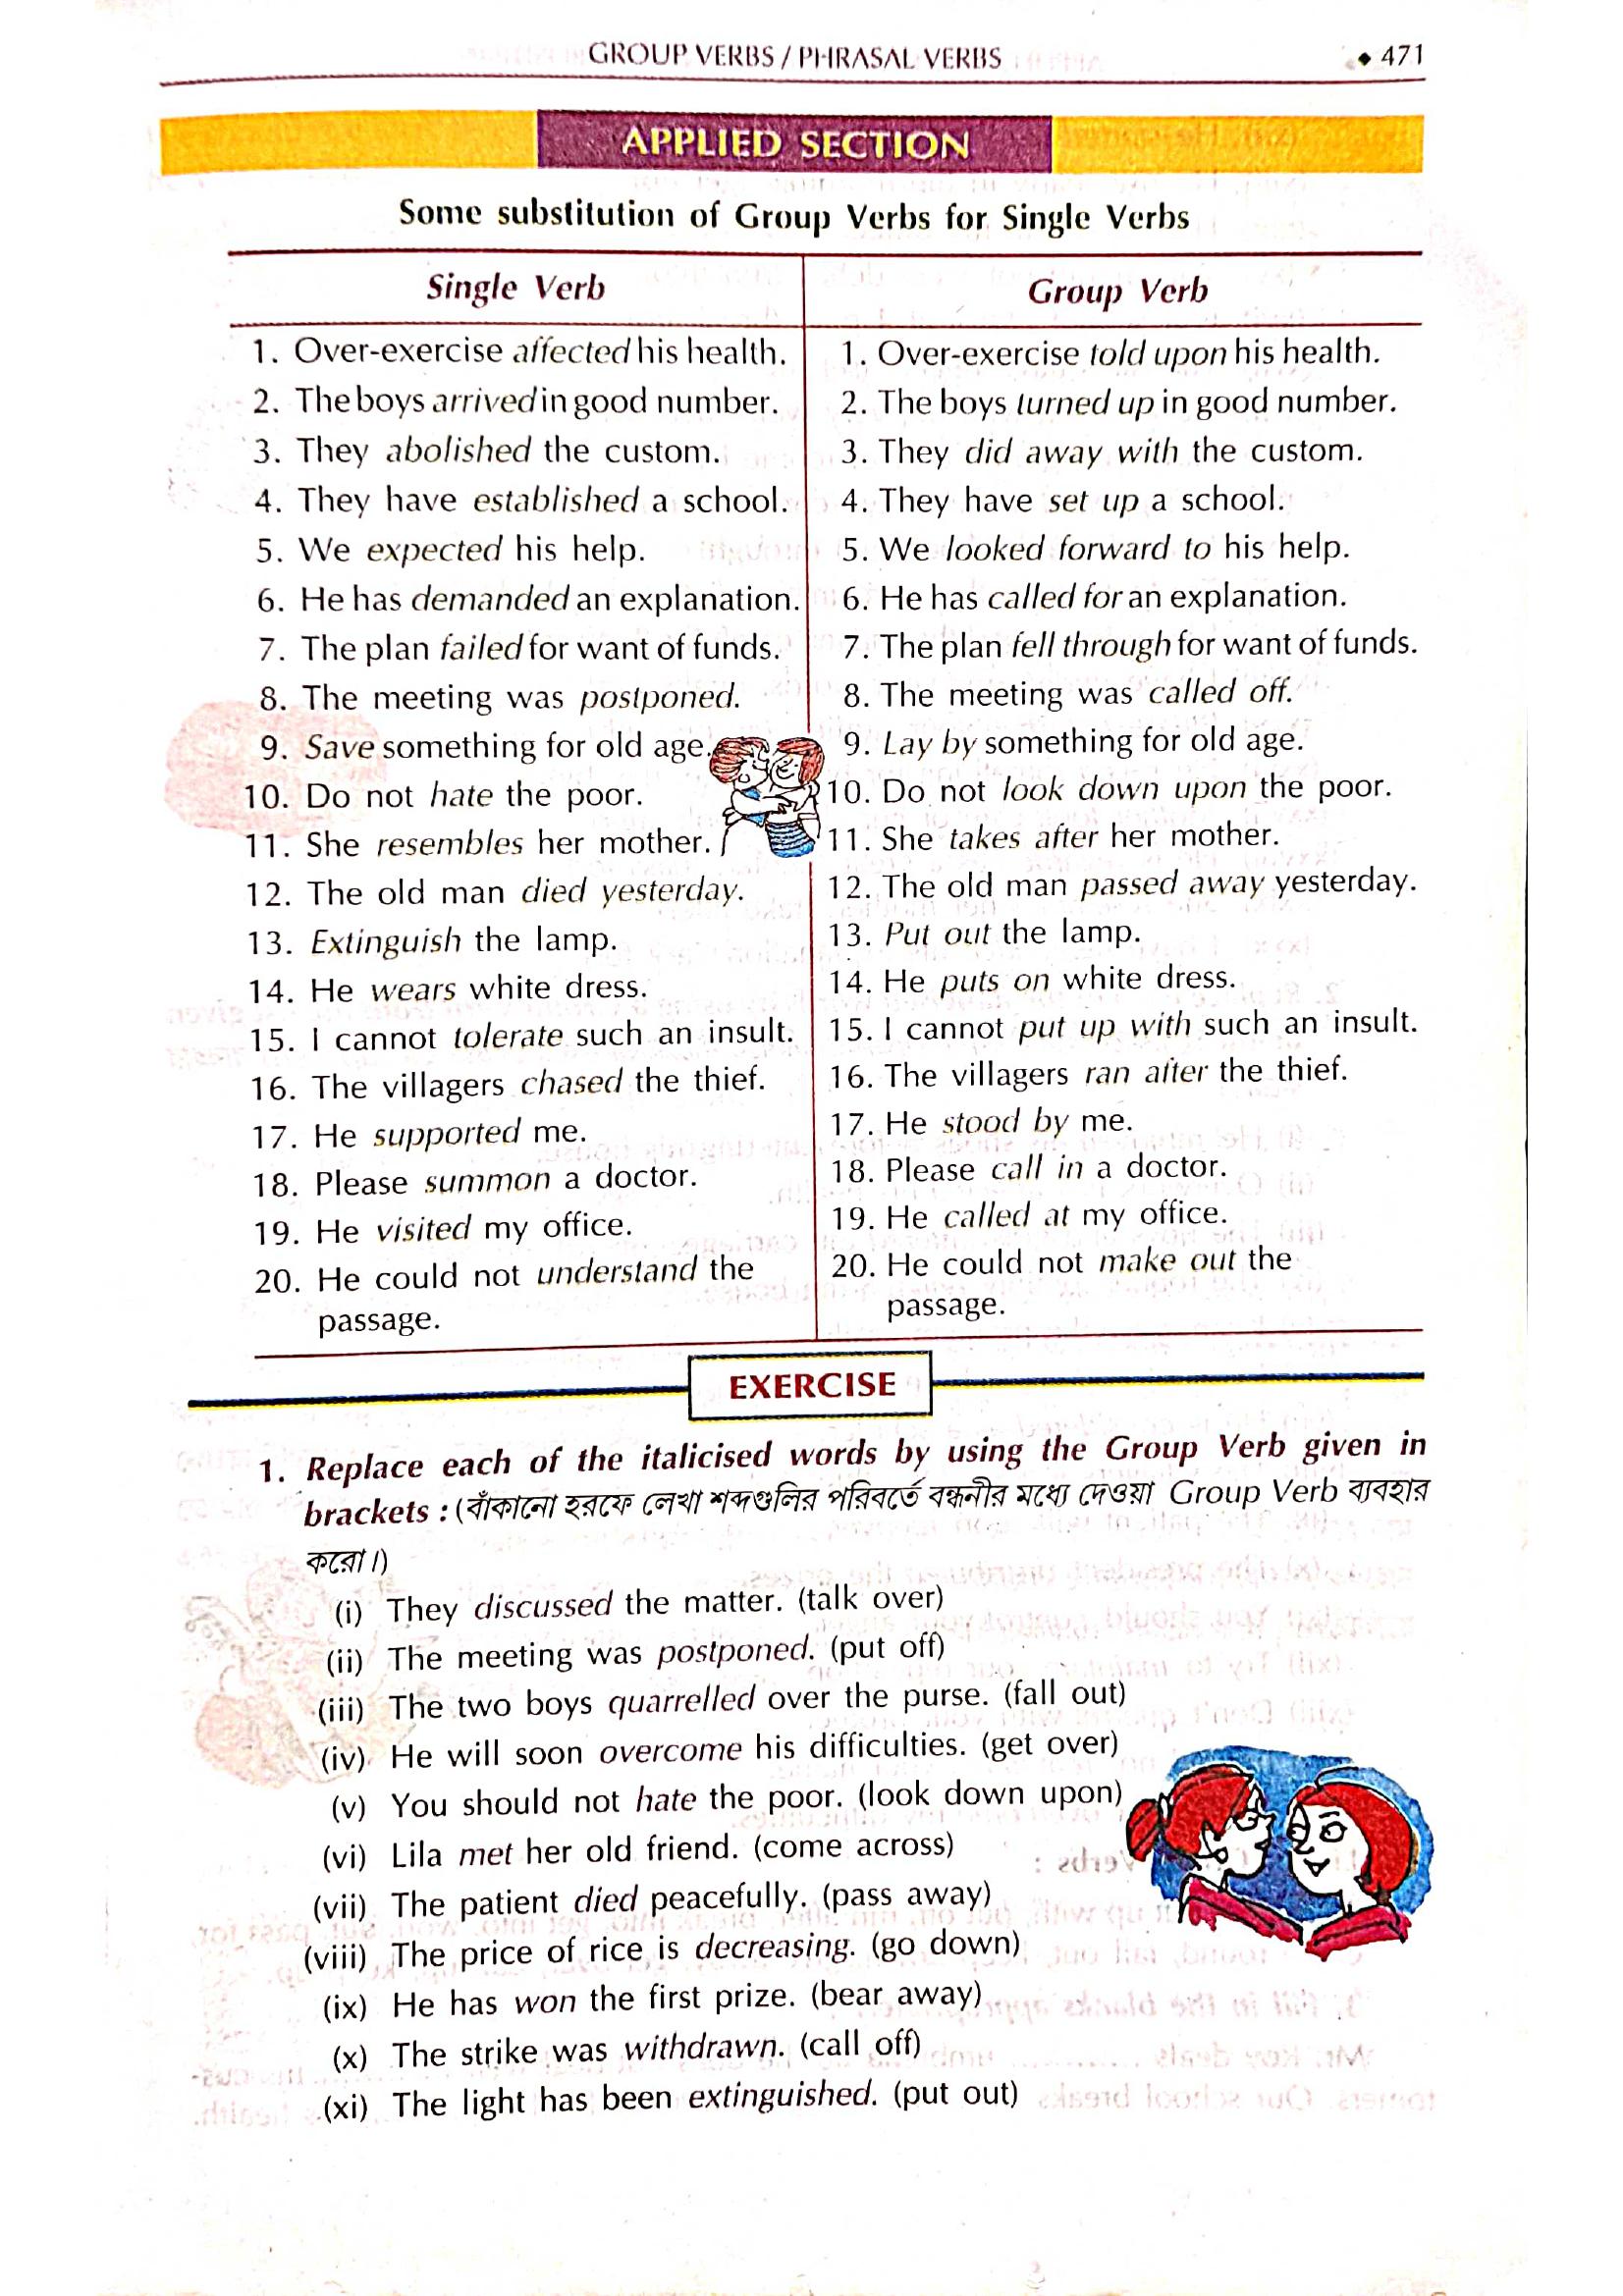 GROUP VERBS / PHRASAL VERBS ◆ 471
APPLIED SECTION
Some substitution of Group Verbs for Single Verbs
Single Verb
1. Over-exercise affected his health.
2. The boys arrived in good number.
3. They abolished the custom.
4. They have established a school.
5. We expected his help.
6. He has demanded an explanation.
7. The plan failed for want of funds.
8. The meeting was postponed.
9. Save something for old age.
10. Do not hate the poor.
11. She resembles her mother.
12. The old man died yesterday.
13. Extinguish the lamp.
14. He wears white dress.
15. I cannot tolerate such an insult.
16. The villagers chased the thief.
17. He supported me.
18. Please summon a doctor.
19. He visited my office.
20. He could not understand the
passage.
Group Verb
1. Over-exercise told upon his health.
2. The boys turned up in good number.
3. They did away with the custom.
4. They have set up a school.
5. We looked forward to his help.
6. He has called for an explanation.
7. The plan fell through for want of funds.
8. The meeting was called off.
9. Lay by something for old age.
10. Do not look down upon the poor.
11. She takes after her mother.
12. The old man passed away yesterday.
13. Put out the lamp.
14. He puts on white dress.
15. I cannot put up with such an insult.
16. The villagers ran after the thief.
17. He stood by me.
18. Please call in a doctor.
19. He called at my office.
20. He could not make out the
passage.
EXERCISE
1. Replace each of the italicised words by using the Group Verb given in
brackets : (বাঁকানো হরফে লেখা শব্দগুলির পরিবর্তে বন্ধনীর মধ্যে দেওয়া Group Verb ব্যবহার
করো।)
(i) They discussed the matter. (talk over)
(ii) The meeting was postponed. (put off)
(iii) The two boys quarrelled over the purse. (fall out)
(iv) He will soon overcome his difficulties. (get over)
(v) You should not hate the poor. (look down upon)
(vi) Lila met her old friend. (come across)
(vii) The patient died peacefully. (pass away)
(viii) The price of rice is decreasing. (go down)
(ix) He has won the first prize. (bear away)
(x) The strike was withdrawn. (call off)
(xi) The light has been extinguished. (put out)